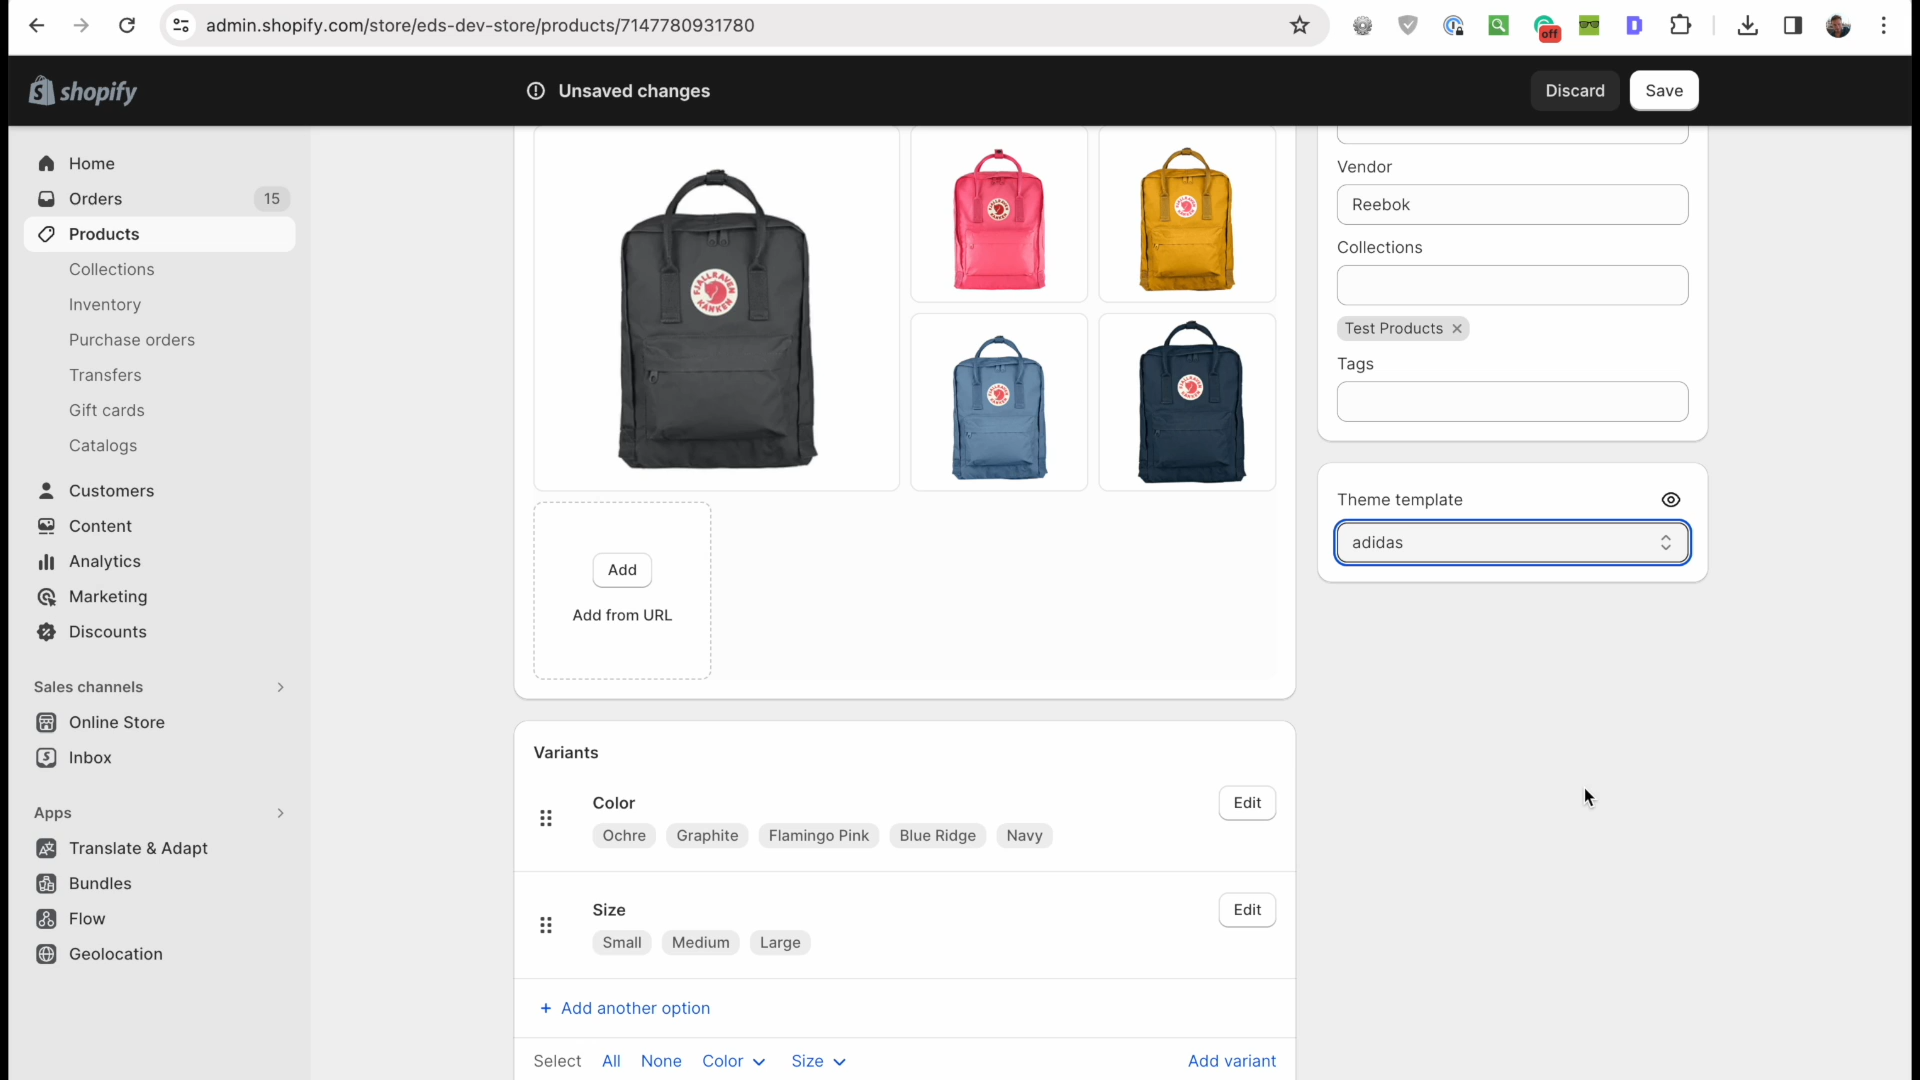 admin.shopify.com/store/eds-dev-store/products/7147780931780
off
shopify
Unsaved changes
Discard
Save
Home
Orders
15
Products
Collections
Inventory
Purchase orders
Transfers
Gift cards
Catalogs
Customers
Content
Analytics
Marketing
Discounts
Sales channels
Online Store
Inbox
Apps
Translate & Adapt
Bundles
Flow
Geolocation
FJALLRAVEN
KANKEN
Add
Add from URL
Variants
Color
Edit
Ochre Graphite Flamingo Pink Blue Ridge Navy
Size
Edit
Small Medium Large
+ Add another option
Select All None Color Size Add variant
Vendor
Reebok
Collections
Test Products
Tags
Theme template
adidas